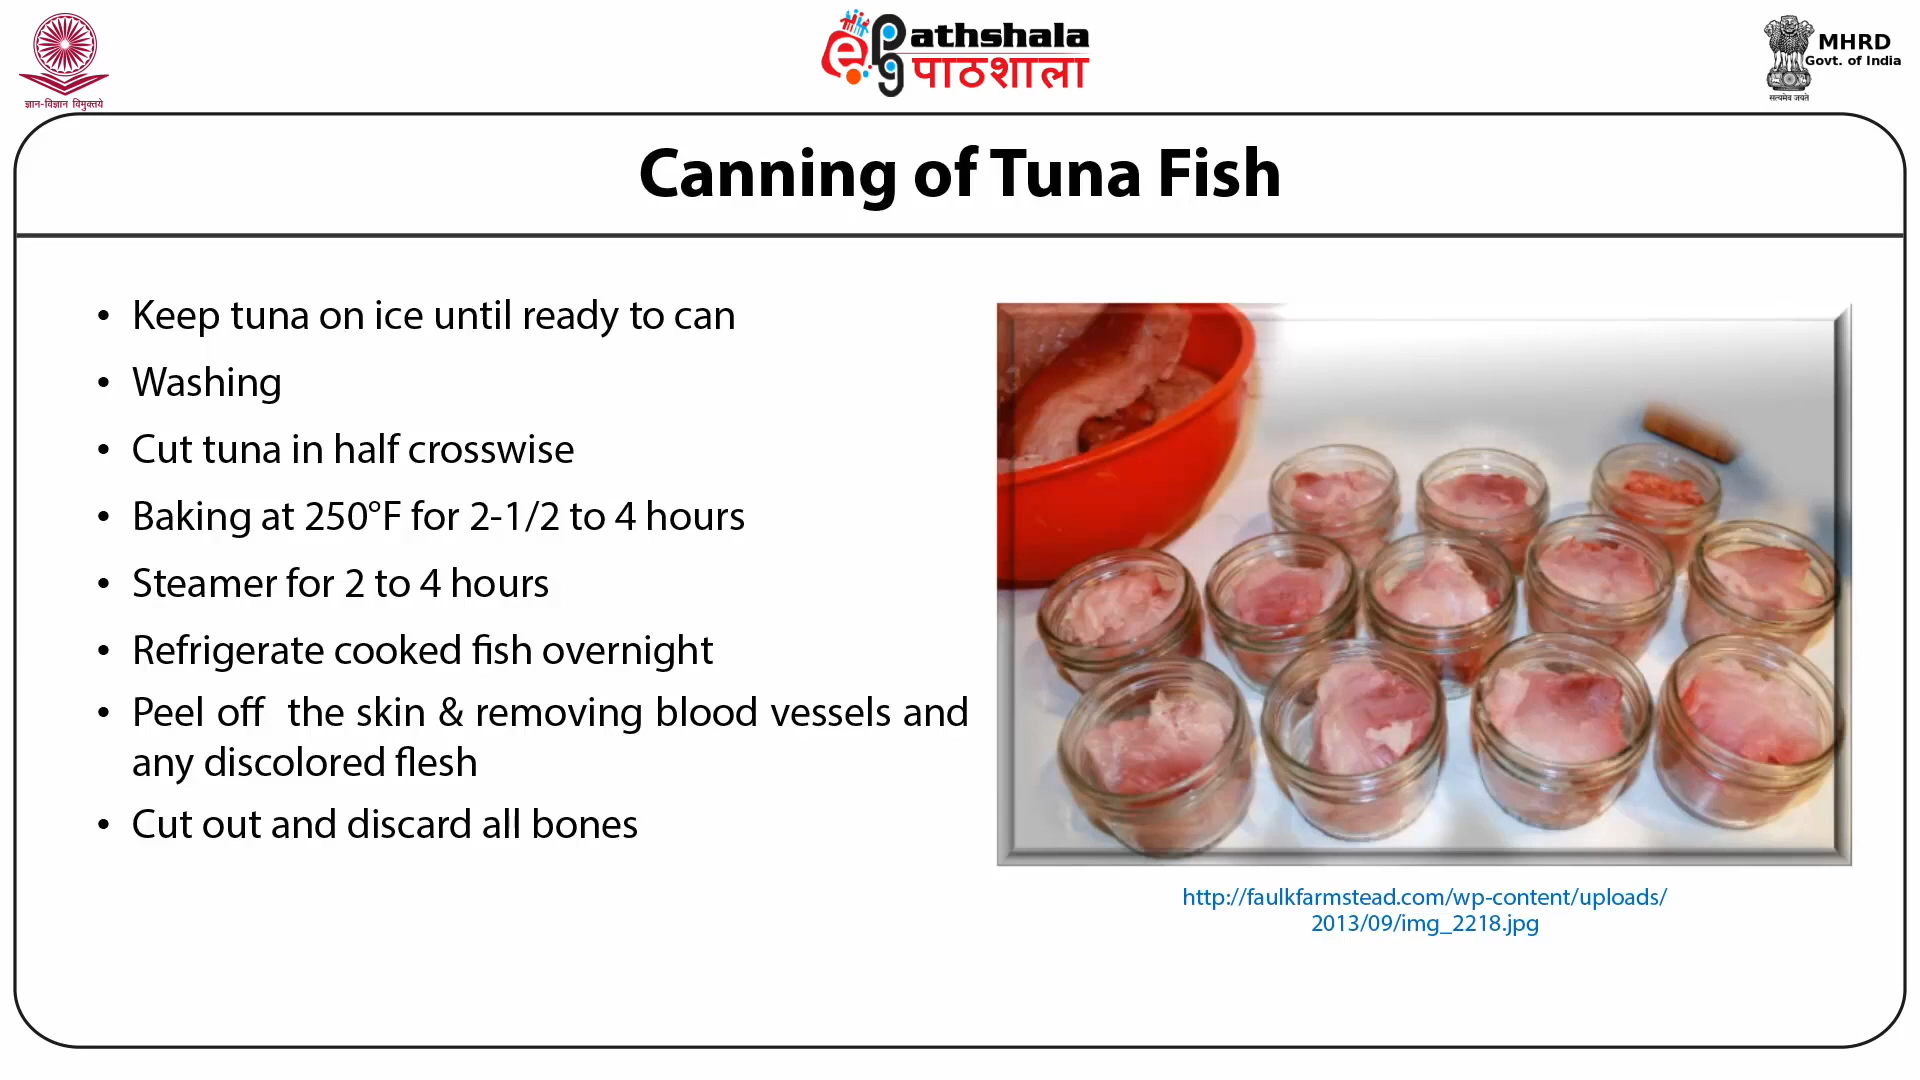 ज्ञान-विज्ञान विमुक्तये
ePathshala
पाठशाला
MHRD
Govt. of India
सत्यमेव जयते
Canning of Tuna Fish
• Keep tuna on ice until ready to can
• Washing
• Cut tuna in half crosswise
• Baking at 250°F for 2-1/2 to 4 hours
• Steamer for 2 to 4 hours
• Refrigerate cooked fish overnight
• Peel off  the skin & removing blood vessels and
any discolored flesh
• Cut out and discard all bones
http://faulkfarmstead.com/wp-content/uploads/
2013/09/img_2218.jpg